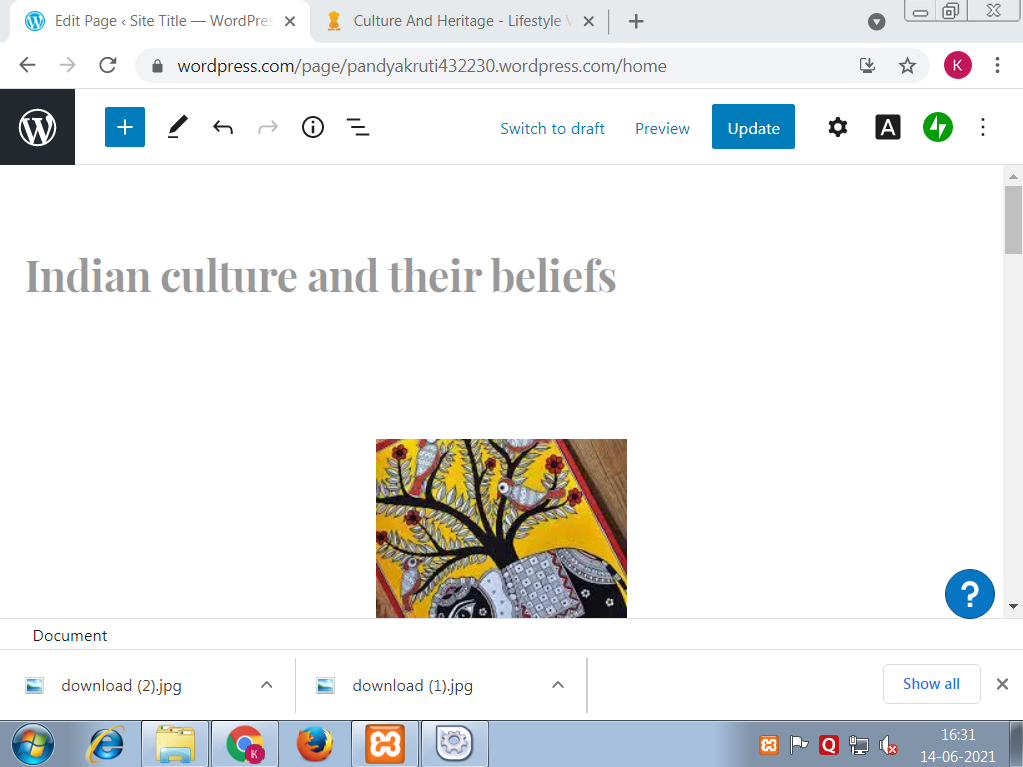 Edit Page ‹ Site Title — WordPres
Culture And Heritage - Lifestyle V
wordpress.com/page/pandyakruti432230.wordpress.com/home
K
Switch to draft
Preview
Update
A
Indian culture and their beliefs
?
Document
download (2).jpg
download (1).jpg
Show all
K
Q
16:31
14-06-2021